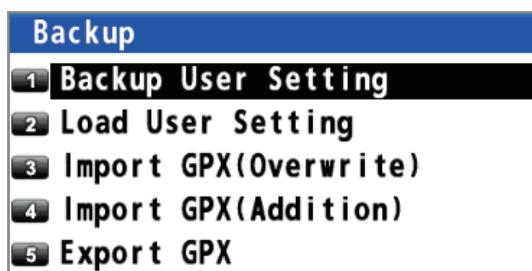 Backup
1 Backup User Setting
2 Load User Setting
3 Import GPX(Overwrite)
4 Import GPX(Addition)
5 Export GPX